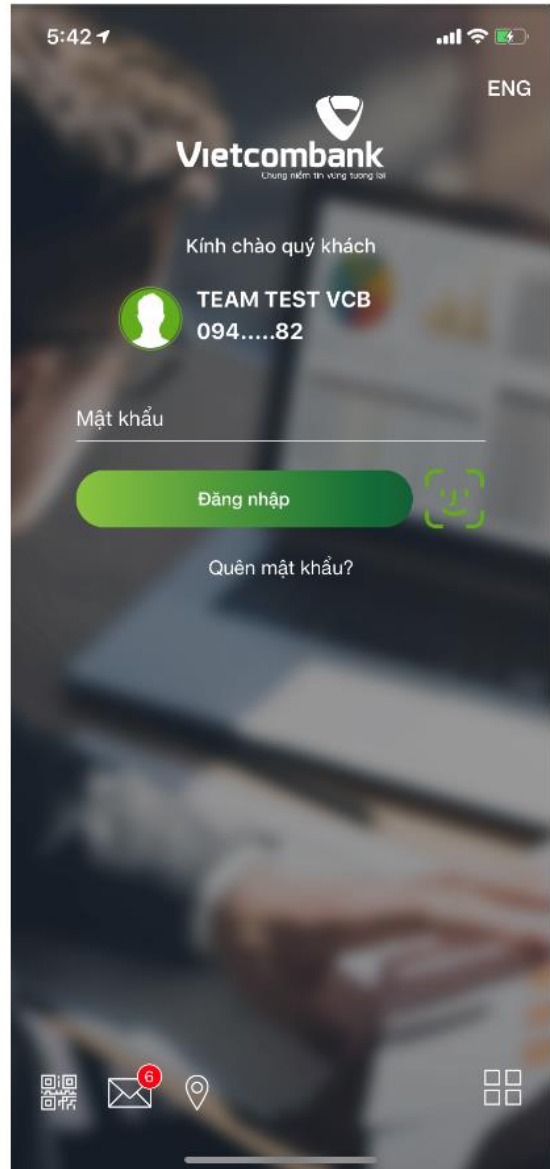 5:42
ENG
Vietcombank
Chung niềm tin vững tương lai
Kính chào quý khách
TEAM TEST VCB
094.....82
Mật khẩu
Đăng nhập
Quên mật khẩu?
6